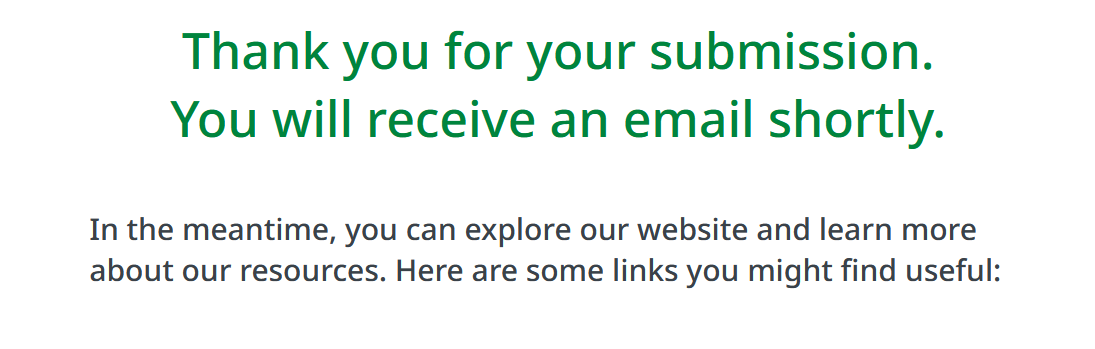 Thank you for your submission.
You will receive an email shortly.
In the meantime, you can explore our website and learn more
about our resources. Here are some links you might find useful: